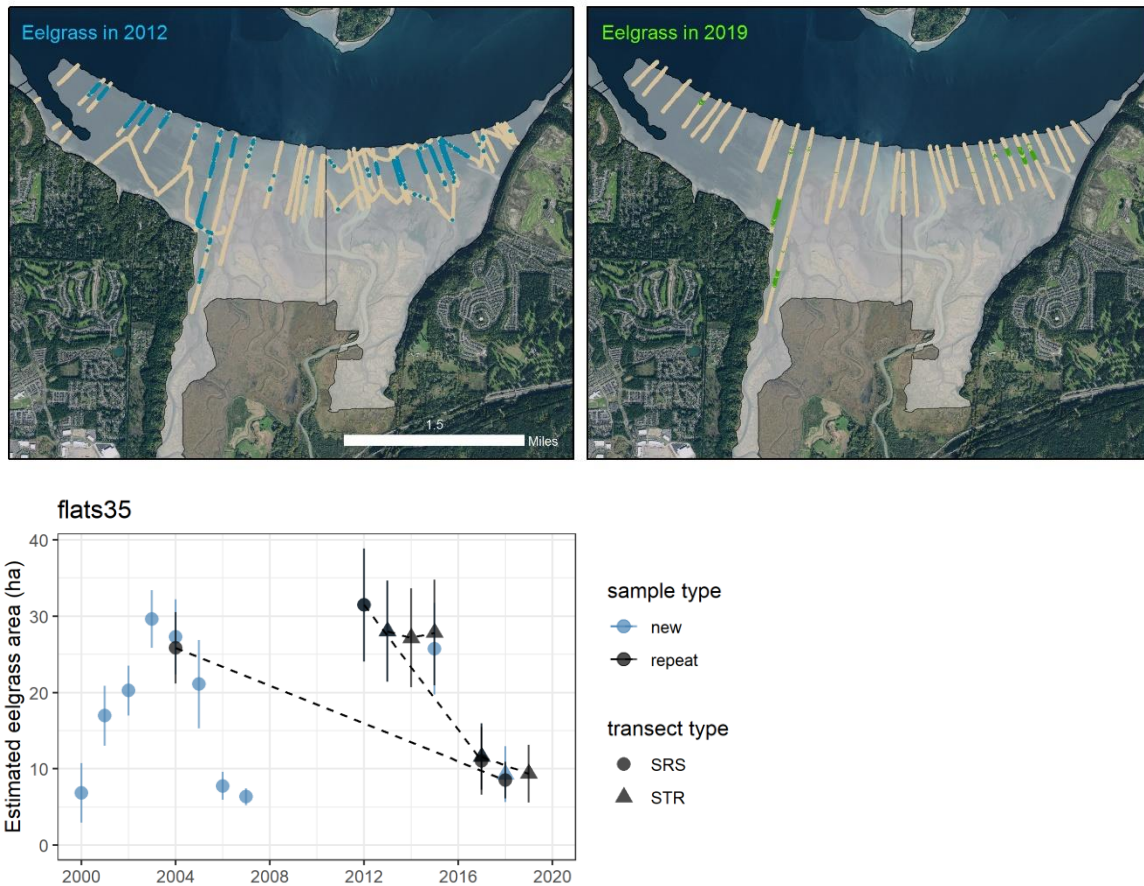 Eelgrass in 2012
Eelgrass in 2019
1.5
Miles
flats35
Estimated eelgrass area (ha)
40
30
20
10
0
2000
2004
2008
2012
2016
2020
sample type
new
repeat
transect type
SRS
STR